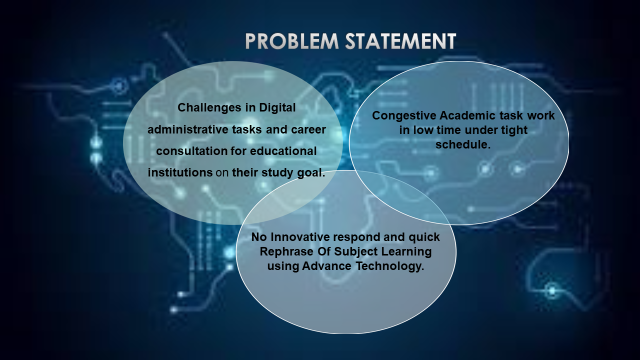 PROBLEM STATEMENT
Challenges in Digital
administrative tasks and career
consultation for educational
institutions on their study goal.
Congestive Academic task work
in low time under tight
schedule.
No Innovative respond and quick
Rephrase Of Subject Learning
using Advance Technology.